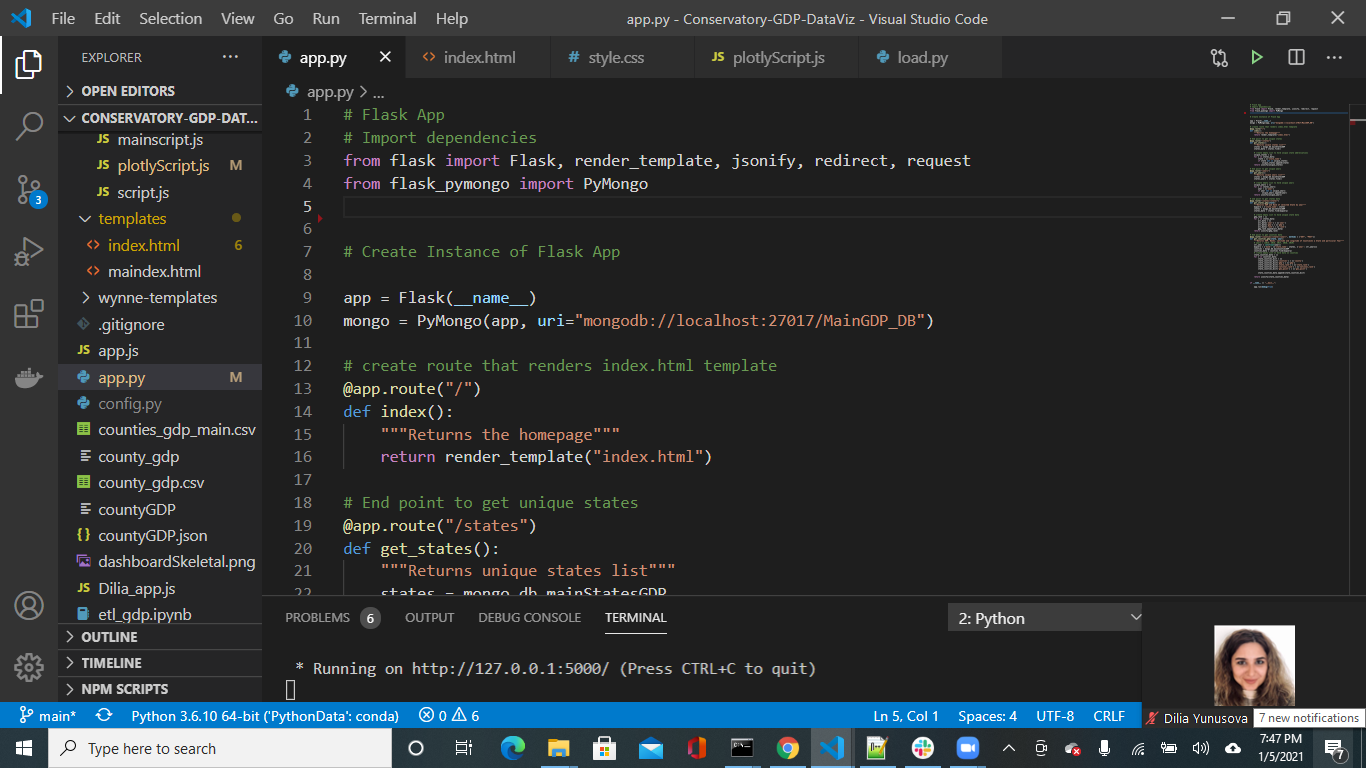 File Edit Selection View Go Run Terminal Help app.py - Conservatory-GDP-DataViz - Visual Studio Code
EXPLORER
OPEN EDITORS
CONSERVATORY-GDP-DAT...
JS mainscript.js
JS plotlyScript.js M
JS script.js
templates
<> index.html 6
<> maindex.html
wynne-templates
.gitignore
JS app.js
app.py M
config.py
counties_gdp_main.csv
county_gdp
county_gdp.csv
countyGDP
{} countyGDP.json
dashboardSkeletal.png
JS Dilia_app.js
etl_gdp.ipynb
OUTLINE
TIMELINE
NPM SCRIPTS
3
app.py <> index.html # style.css JS plotlyScript.js load.py
app.py > ...
1 # Flask App
2 # Import dependencies
3 from flask import Flask, render_template, jsonify, redirect, request
4 from flask_pymongo import PyMongo
5
6
7 # Create Instance of Flask App
8
9 app = Flask(__name__)
10 mongo = PyMongo(app, uri="mongodb://localhost:27017/MainGDP_DB")
11
12 # create route that renders index.html template
13 @app.route("/")
14 def index():
15 """Returns the homepage"""
16 return render_template("index.html")
17
18 # End point to get unique states
19 @app.route("/states")
20 def get_states():
21 """Returns unique states list"""
22 states = mongo.db.mainStatesGDP
PROBLEMS 6 OUTPUT DEBUG CONSOLE TERMINAL 2: Python
* Running on http://127.0.0.1:5000/ (Press CTRL+C to quit)
Dilia Yunusova
7 new notifications
main* Python 3.6.10 64-bit ('PythonData': conda) 0 6 Ln 5, Col 1 Spaces: 4 UTF-8 CRLF
Type here to search
7:47 PM
1/5/2021
7